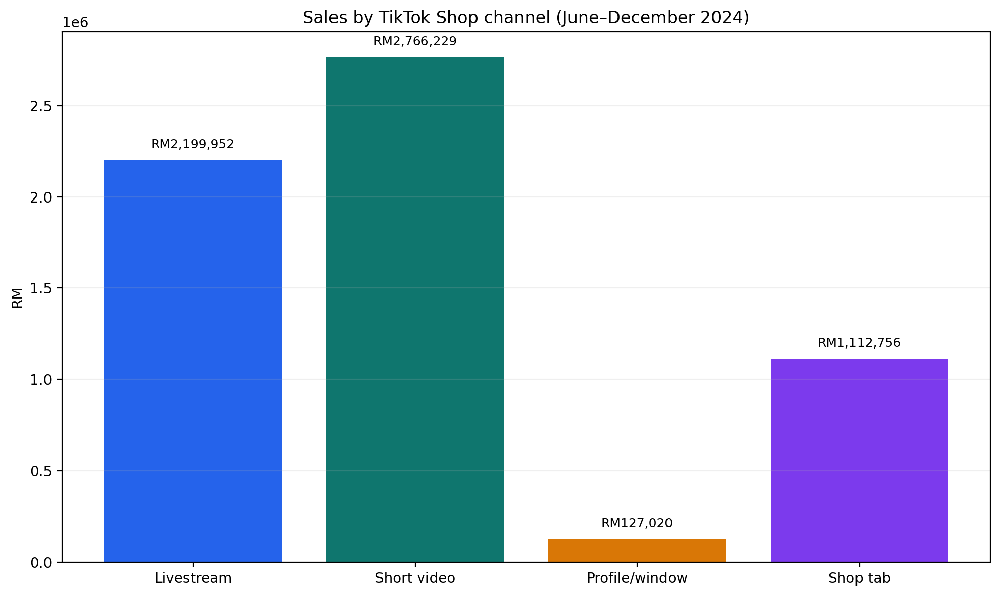 Sales by TikTok Shop channel (June–December 2024)
1e6
RM2,766,229
2.5
RM2,199,952
2.0
RM
1.5
RM1,112,756
1.0
0.5
RM127,020
0.0
Livestream Short video Profile/window Shop tab